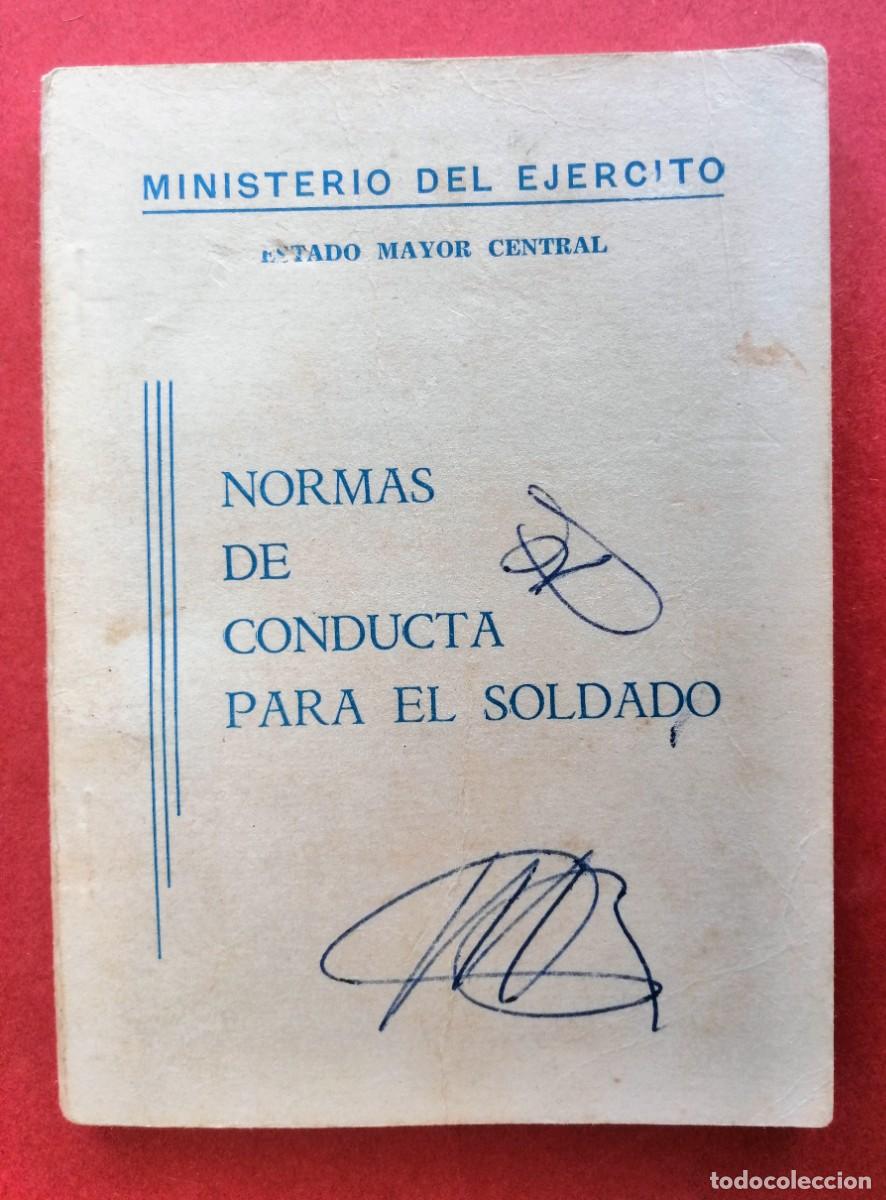 MINISTERIO DEL EJERCITO
ESTADO MAYOR CENTRAL
NORMAS
DE
CONDUCTA
PARA EL SOLDADO
todocoleccion